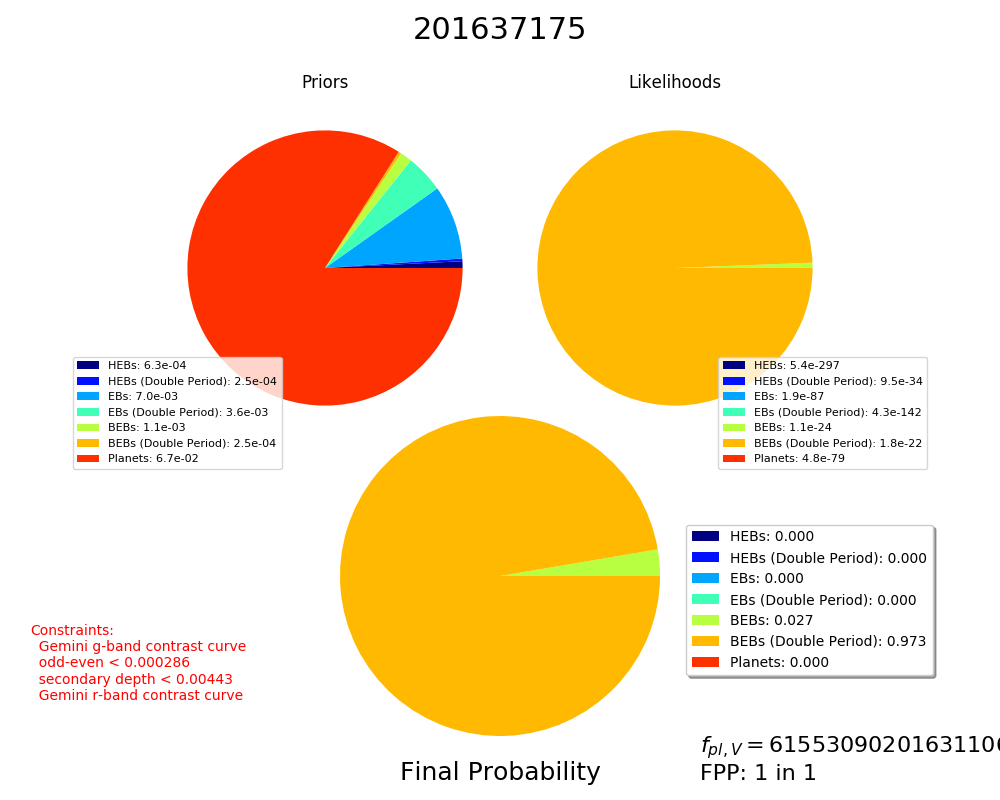 201637175
Priors
Likelihoods
HEBs: 6.3e-04
HEBs (Double Period): 2.5e-04
EBs: 7.0e-03
EBs (Double Period): 3.6e-03
BEBs: 1.1e-03
BEBs (Double Period): 2.5e-04
Planets: 6.7e-02
HEBs: 5.4e-297
HEBs (Double Period): 9.5e-34
EBs: 1.9e-87
EBs (Double Period): 4.3e-142
BEBs: 1.1e-24
BEBs (Double Period): 1.8e-22
Planets: 4.8e-79
HEBs: 0.000
HEBs (Double Period): 0.000
EBs: 0.000
EBs (Double Period): 0.000
BEBs: 0.027
BEBs (Double Period): 0.973
Planets: 0.000
Constraints:
Gemini g-band contrast curve
odd-even < 0.000286
secondary depth < 0.00443
Gemini r-band contrast curve
Final Probability
fpl, V = 61553090201631106
FPP: 1 in 1